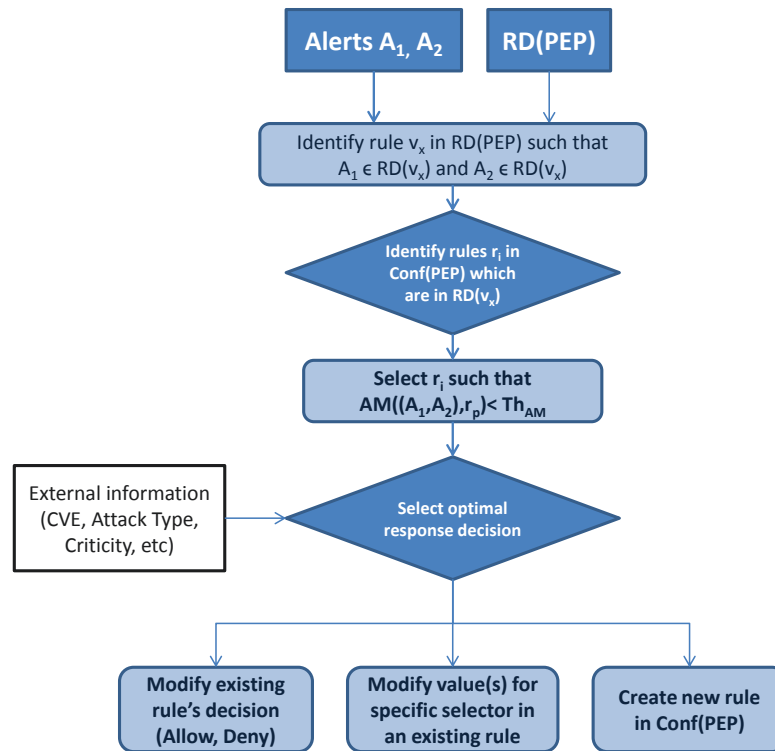 Alerts A₁, A₂
RD(PEP)
Identify rule vₓ in RD(PEP) such that
A₁ ϵ RD(vₓ) and A₂ ϵ RD(vₓ)
Identify rules rᵢ in
Conf(PEP) which
are in RD(vₓ)
Select rᵢ such that
AM((A₁,A₂),rₚ)< Th_AM
External information
(CVE, Attack Type,
Criticity, etc)
Select optimal
response decision
Modify existing
rule's decision
(Allow, Deny)
Modify value(s) for
specific selector in
an existing rule
Create new rule
in Conf(PEP)